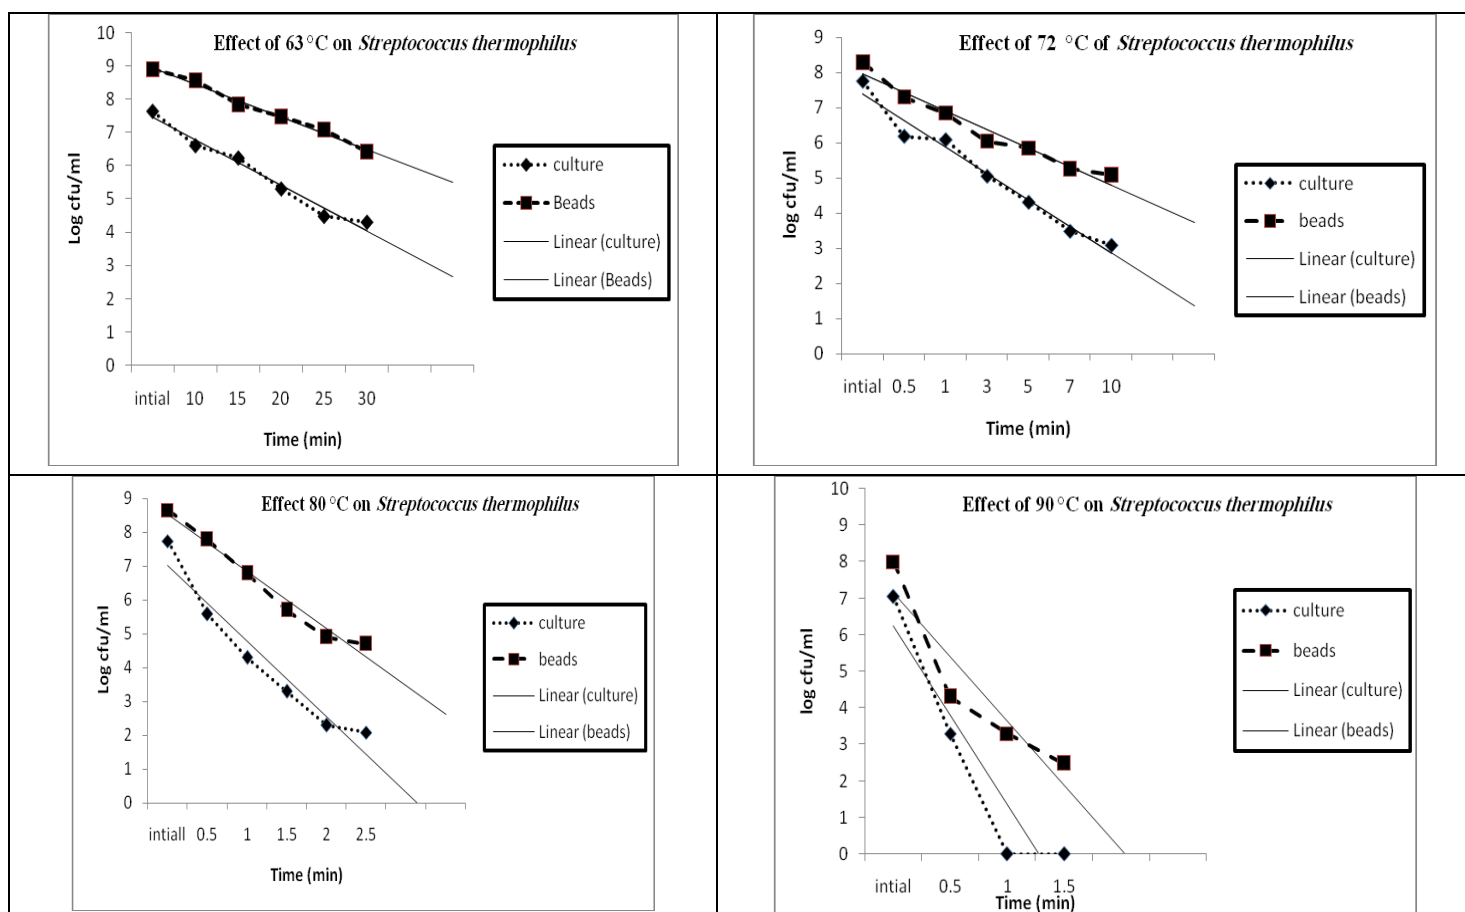 Effect of 63 °C on Streptococcus thermophilus
10
9
8
7
6
5
4
3
2
1
0
Log cfu/ml
intial 10 15 20 25 30
Time (min)
culture
Beads
Linear (culture)
Linear (Beads)
Effect of 72 °C of Streptococcus thermophilus
9
8
7
6
5
4
3
2
1
0
log cfu/ml
intial 0.5 1 3 5 7 10
Time (min)
culture
beads
Linear (culture)
Linear (beads)
Effect 80 °C on Streptococcus thermophilus
9
8
7
6
5
4
3
2
1
0
Log cfu/ml
intiall 0.5 1 1.5 2 2.5
Time (min)
culture
beads
Linear (culture)
Linear (beads)
Effect of 90 °C on Streptococcus thermophilus
10
9
8
7
6
5
4
3
2
1
0
log cfu/ml
intial 0.5 1 1.5
Time (min)
culture
beads
Linear (culture)
Linear (beads)